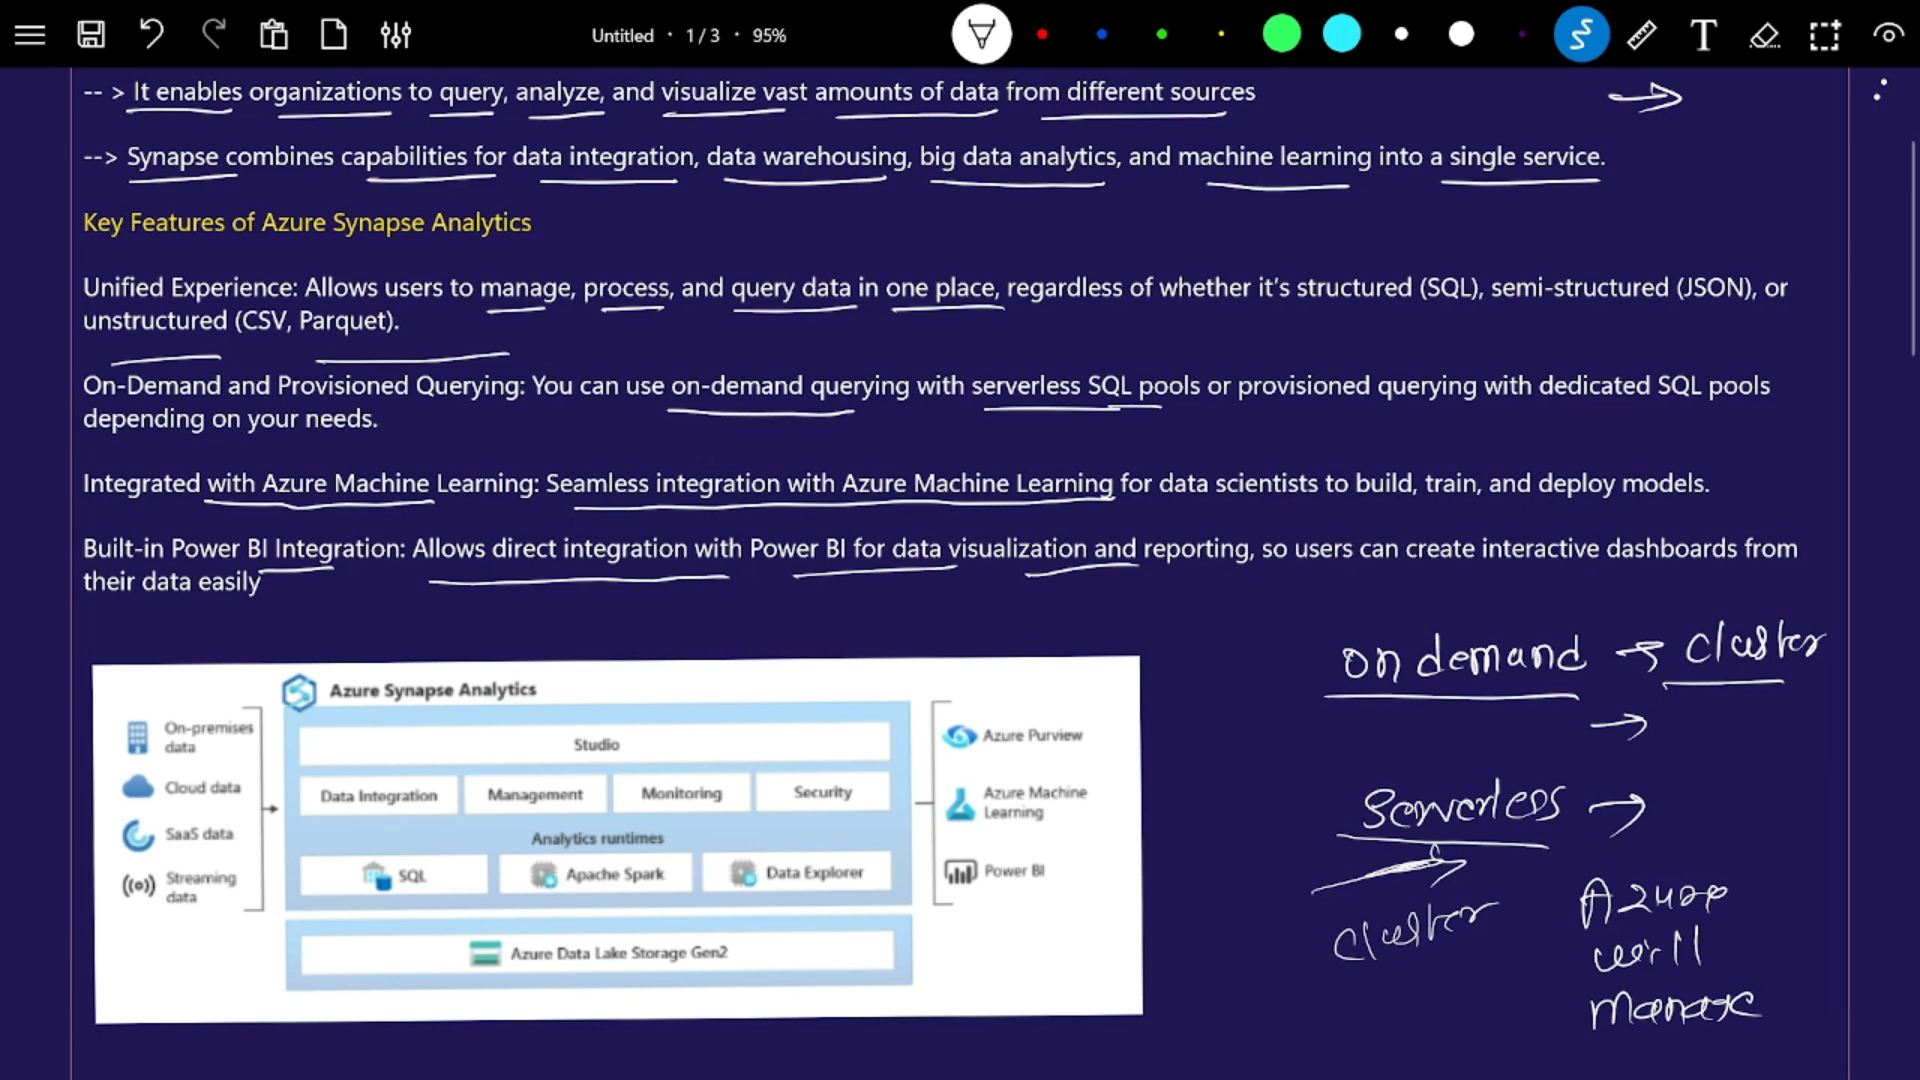 Untitled · 1 / 3 · 95%
-- > It enables organizations to query, analyze, and visualize vast amounts of data from different sources
--> Synapse combines capabilities for data integration, data warehousing, big data analytics, and machine learning into a single service.
Key Features of Azure Synapse Analytics
Unified Experience: Allows users to manage, process, and query data in one place, regardless of whether it's structured (SQL), semi-structured (JSON), or
unstructured (CSV, Parquet).
On-Demand and Provisioned Querying: You can use on-demand querying with serverless SQL pools or provisioned querying with dedicated SQL pools
depending on your needs.
Integrated with Azure Machine Learning: Seamless integration with Azure Machine Learning for data scientists to build, train, and deploy models.
Built-in Power BI Integration: Allows direct integration with Power BI for data visualization and reporting, so users can create interactive dashboards from
their data easily
Azure Synapse Analytics
On-premises
data
Cloud data
SaaS data
Streaming
data
Studio
Data Integration
Management
Monitoring
Security
Analytics runtimes
SQL
Apache Spark
Data Explorer
Azure Data Lake Storage Gen2
Azure Purview
Azure Machine
Learning
Power BI
on demand → cluster
→
Serverless →
cluster
Azure
will